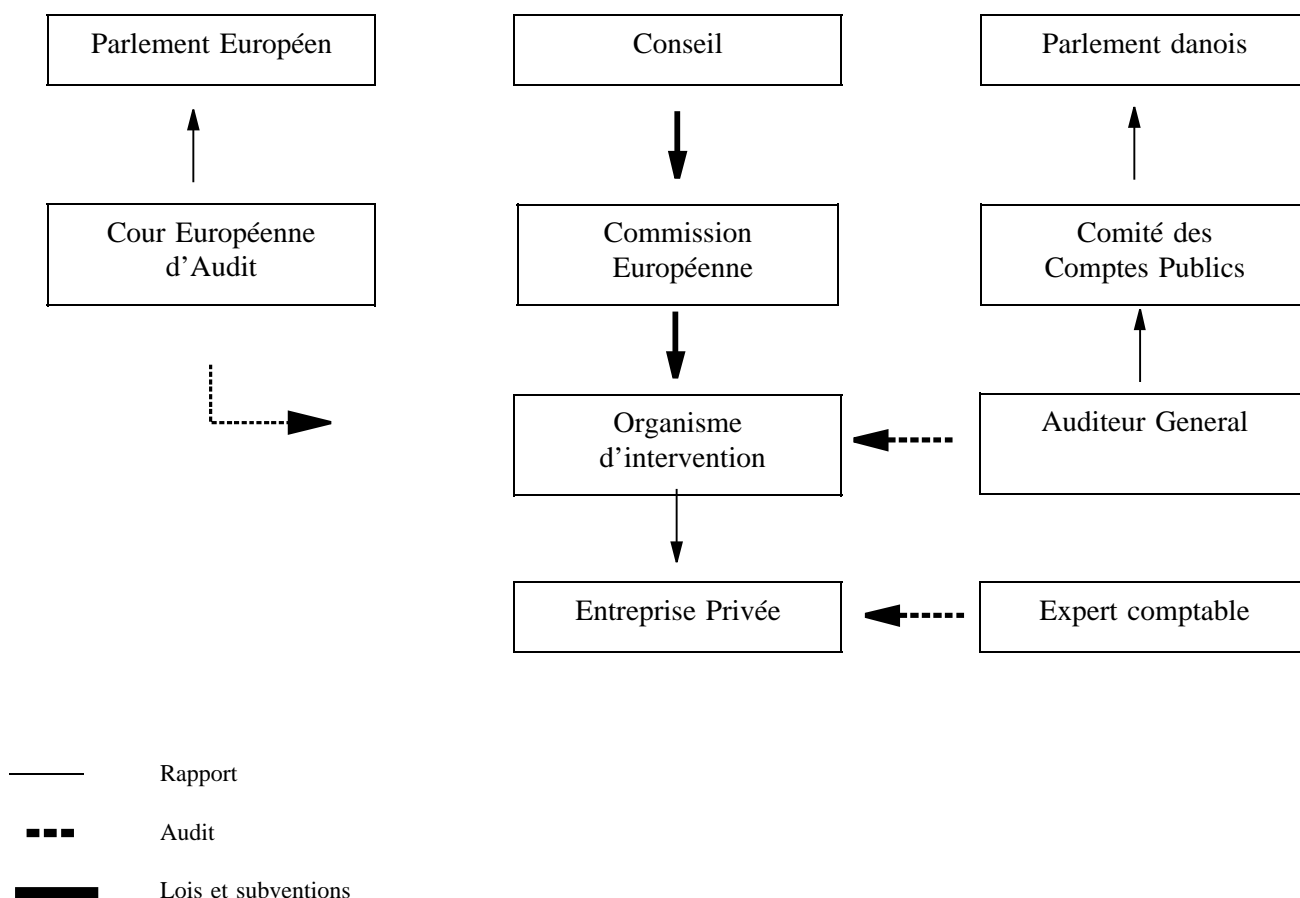 Parlement Européen
Conseil
Parlement danois
Cour Européenne
d'Audit
Commission
Européenne
Comité des
Comptes Publics
Organisme
d'intervention
Auditeur General
Entreprise Privée
Expert comptable
Rapport
Audit
Lois et subventions